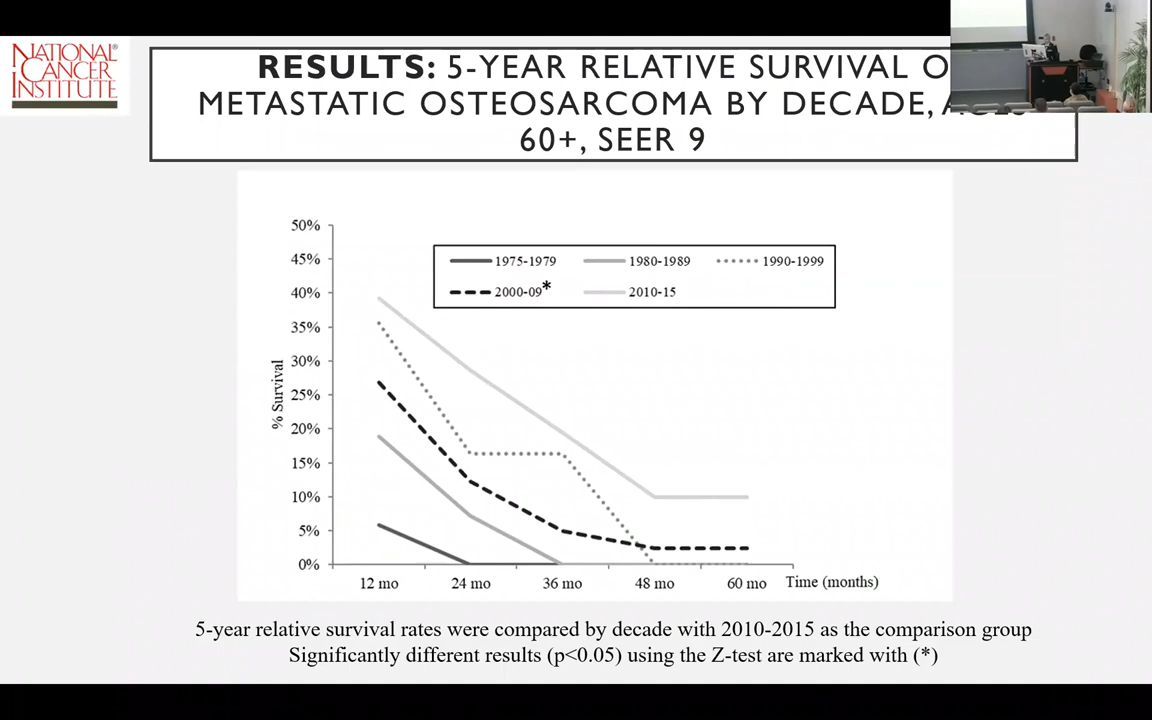 NATIONAL®
CANCER
INSTITUTE
RESULTS: 5-YEAR RELATIVE SURVIVAL
METASTATIC OSTEOSARCOMA BY DECADE,
60+, SEER 9
50%
45%
40%
35%
30%
25%
20%
15%
10%
5%
0%
% Survival
1975-1979
1980-1989
1990-1999
2000-09*
2010-15
12 mo
24 mo
36 mo
48 mo
60 mo
Time (months)
5-year relative survival rates were compared by decade with 2010-2015 as the comparison group
Significantly different results (p<0.05) using the Z-test are marked with (*)